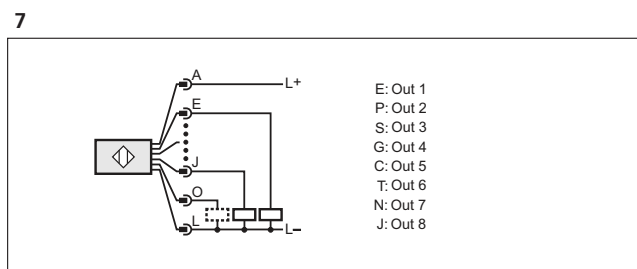 7
A
L+
E
J
O
L
L–
E: Out 1
P: Out 2
S: Out 3
G: Out 4
C: Out 5
T: Out 6
N: Out 7
J: Out 8